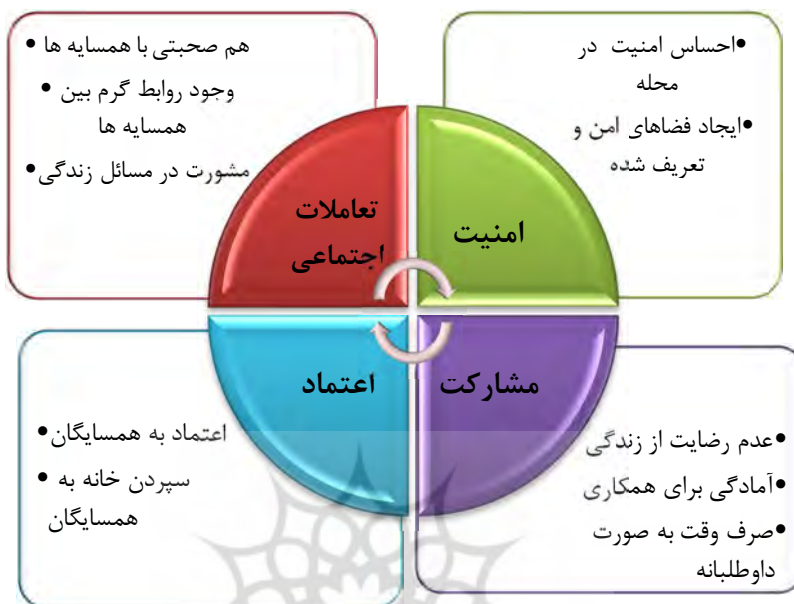 •احساس امنیت در
محله
•ایجاد فضاهای امن و
تعریف شده
امنیت
هم صحبتی با همسایه ها •
وجود روابط گرم بین •
همسایه ها
مشورت در مسائل زندگی •
تعاملات
اجتماعی
•عدم رضایت از زندگی
•آمادگی برای همکاری
•صرف وقت به صورت
داوطلبانه
مشارکت
اعتماد به همسایگان •
سپردن خانه به •
همسایگان
اعتماد